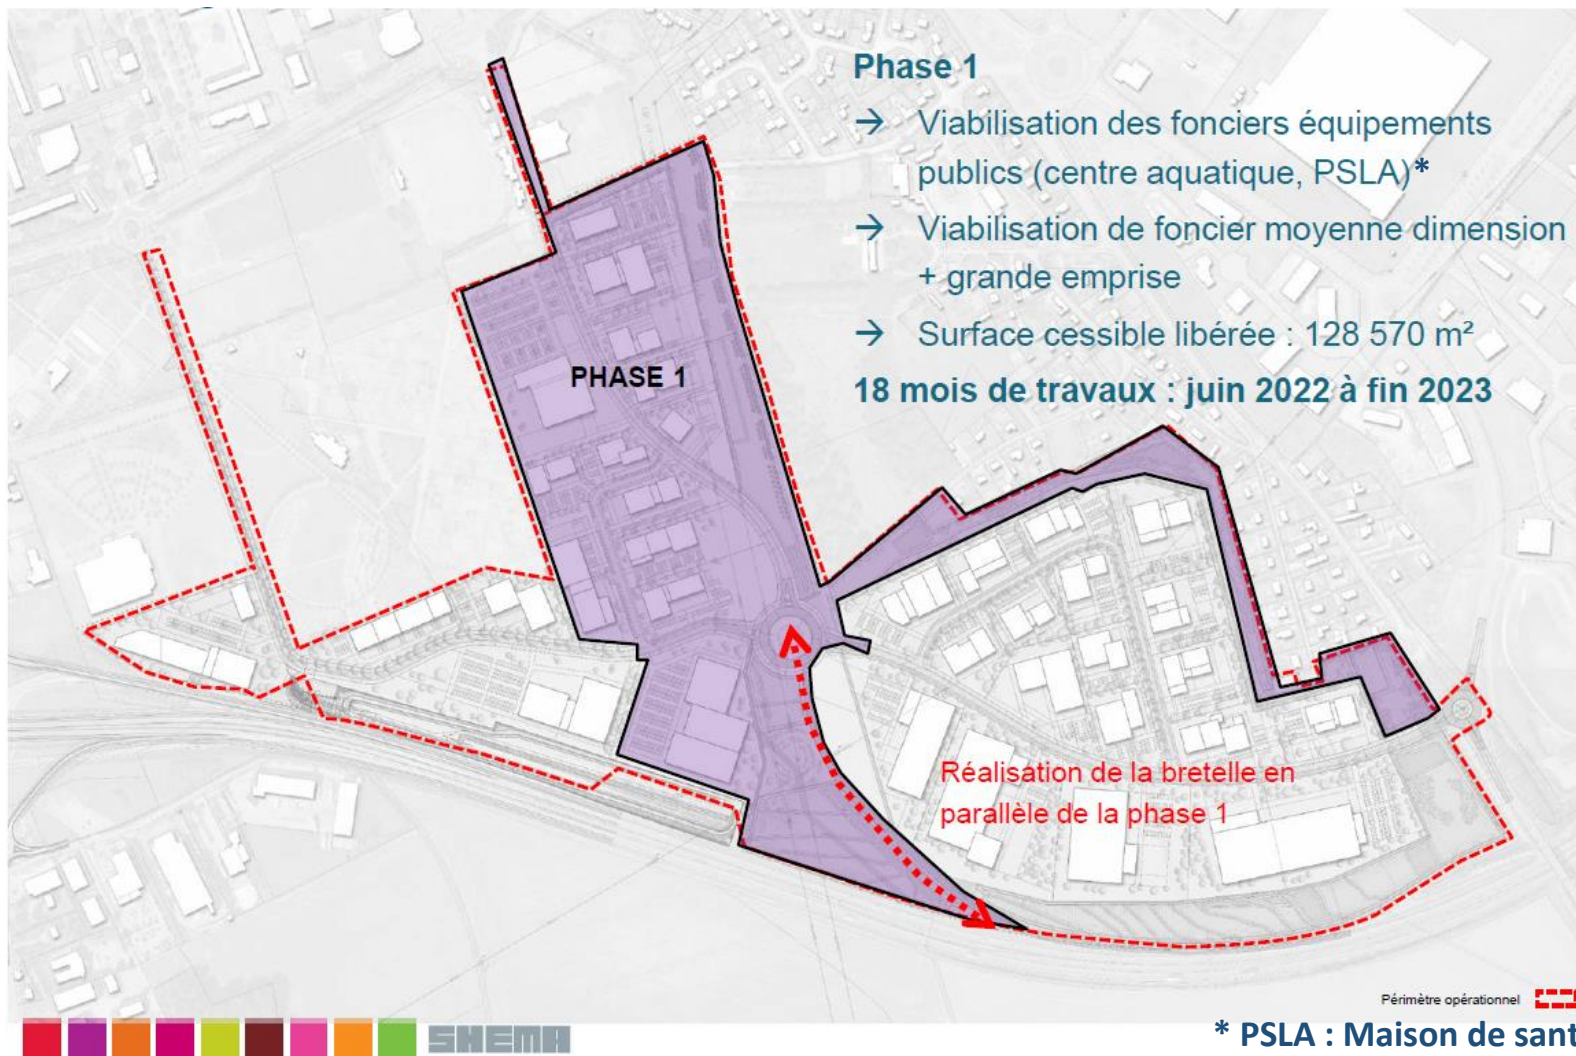 Phase 1
→ Viabilisation des fonciers équipements
publics (centre aquatique, PSLA)*
→ Viabilisation de foncier moyenne dimension
+ grande emprise
→ Surface cessible libérée : 128 570 m²
18 mois de travaux : juin 2022 à fin 2023
PHASE 1
Réalisation de la bretelle en
parallèle de la phase 1
Périmètre opérationnel
SHEMA
* PSLA : Maison de sant